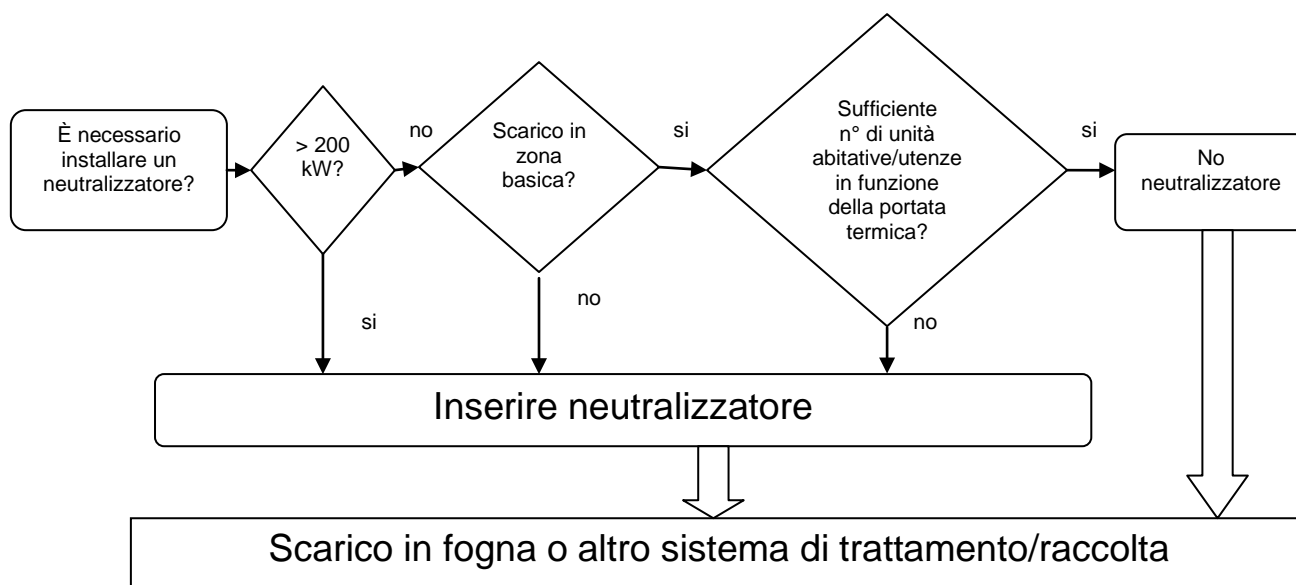 È necessario
installare un
neutralizzatore?
> 200
kW?
no
si
Scarico in
zona
basica?
si
no
Sufficiente
n° di unità
abitative/utenze
in funzione
della portata
termica?
si
no
No
neutralizzatore
Inserire neutralizzatore
Scarico in fogna o altro sistema di trattamento/raccolta